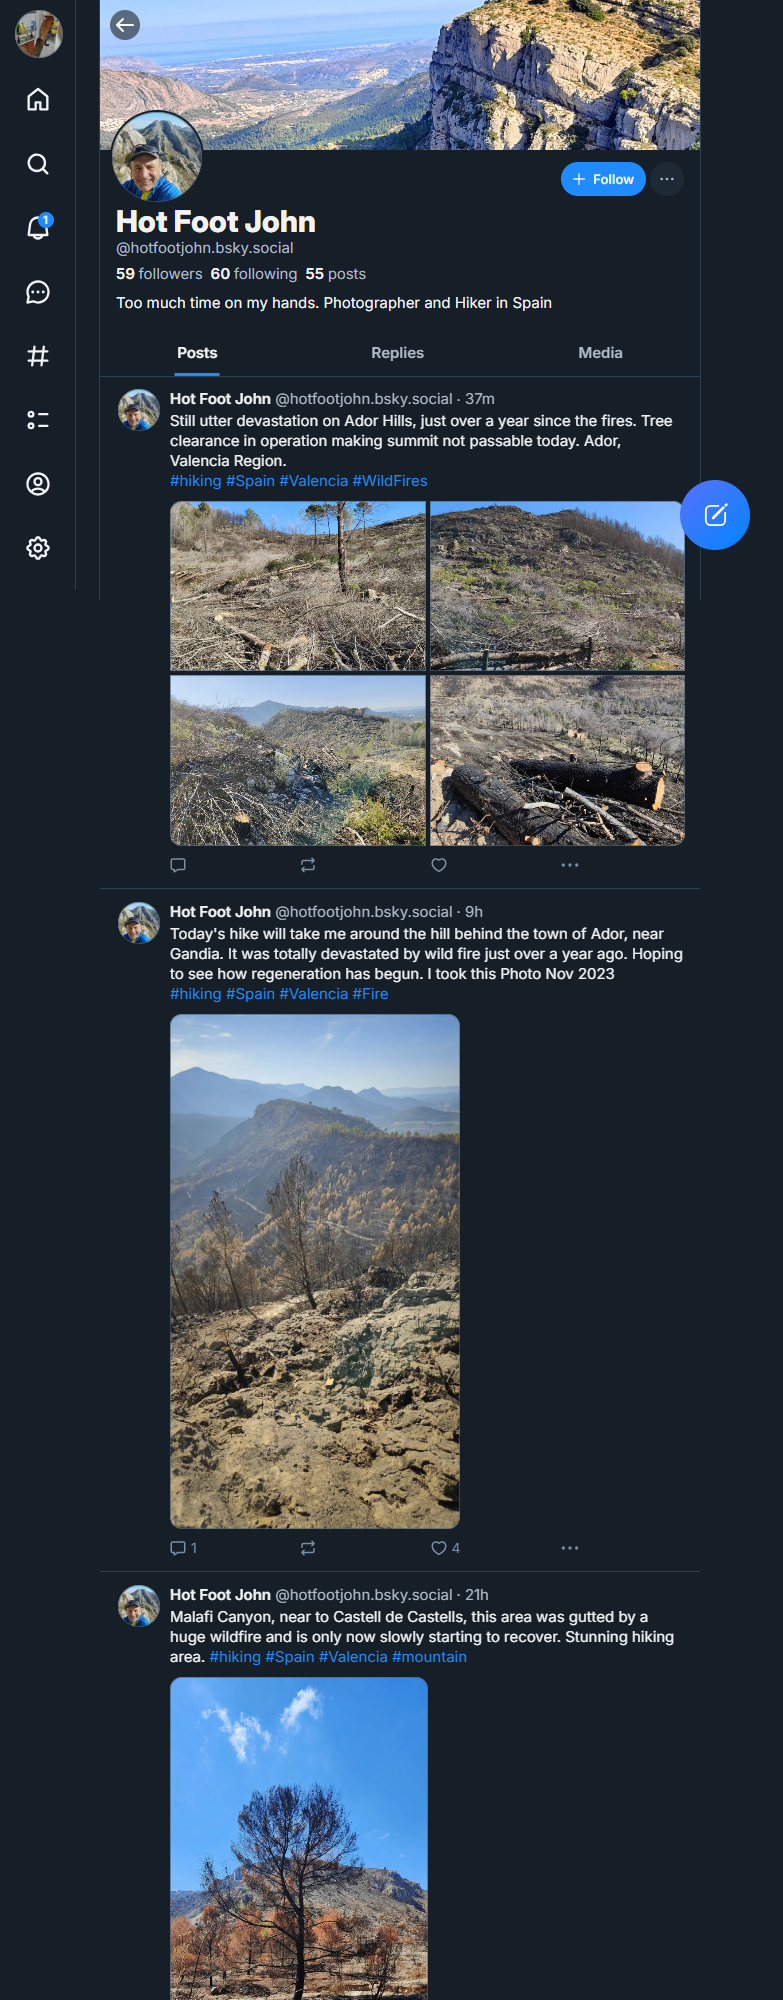 1
+ Follow
Hot Foot John
@hotfootjohn.bsky.social
59 followers 60 following 55 posts
Too much time on my hands. Photographer and Hiker in Spain
Posts Replies Media
Hot Foot John @hotfootjohn.bsky.social · 37m
Still utter devastation on Ador Hills, just over a year since the fires. Tree
clearance in operation making summit not passable today. Ador,
Valencia Region.
#hiking #Spain #Valencia #WildFires
Hot Foot John @hotfootjohn.bsky.social · 9h
Today's hike will take me around the hill behind the town of Ador, near
Gandia. It was totally devastated by wild fire just over a year ago. Hoping
to see how regeneration has begun. I took this Photo Nov 2023
#hiking #Spain #Valencia #Fire
1 4
Hot Foot John @hotfootjohn.bsky.social · 21h
Malafi Canyon, near to Castell de Castells, this area was gutted by a
huge wildfire and is only now slowly starting to recover. Stunning hiking
area. #hiking #Spain #Valencia #mountain